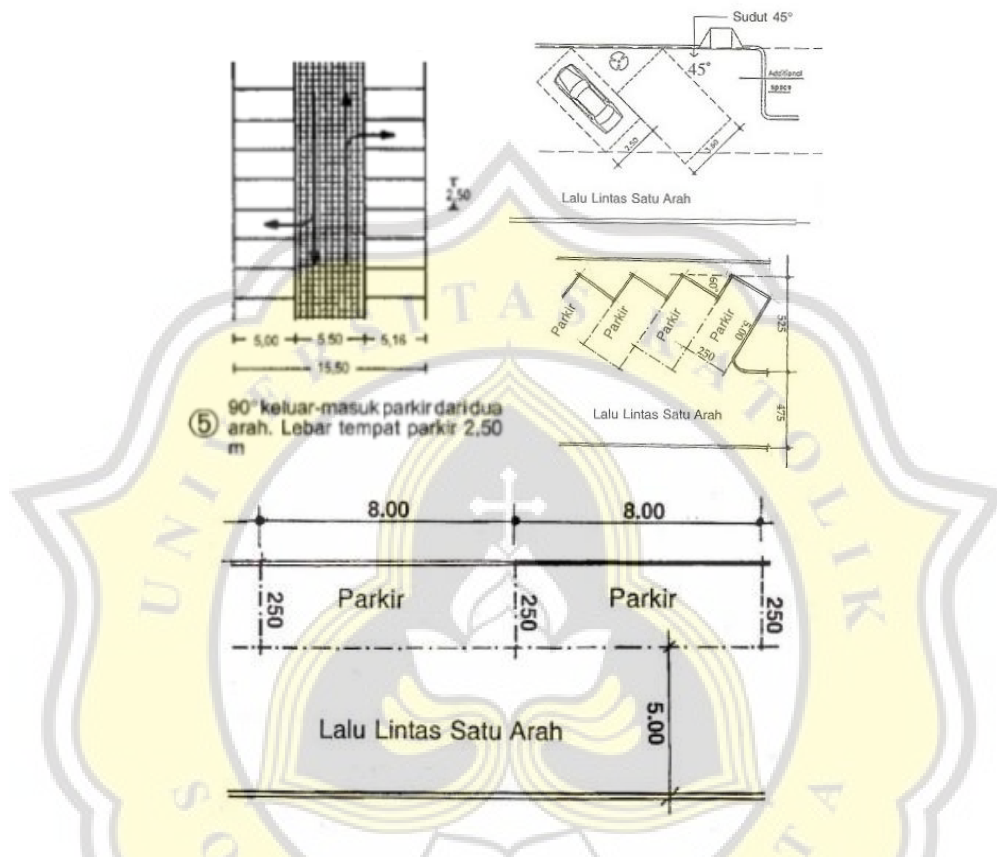 Sudut 45°
45°
Additional
space
2,50
Lalu Lintas Satu Arah
2,50
5,00 5,50 5,16
15,50
⑤ 90° keluar-masuk parkir dari dua
arah. Lebar tempat parkir 2,50
m
60°
Parkir Parkir Parkir Parkir
5.00
250
525
Lalu Lintas Satu Arah
475
8.00 8.00
Parkir Parkir
250 250 250
Lalu Lintas Satu Arah
5.00
UNIVERSITAS KATOLIK